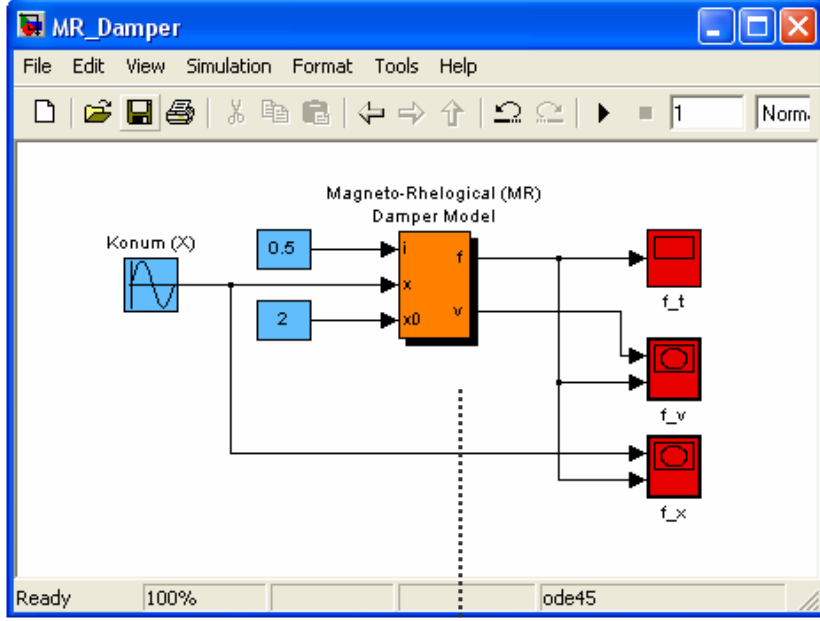 MR_Damper
File Edit View Simulation Format Tools Help
1 Norm
Magneto-Rhelogical (MR)
Damper Model
Konum (X)
0.5
i
f
x
2
x0
v
f_t
f_v
f_x
Ready 100% ode45